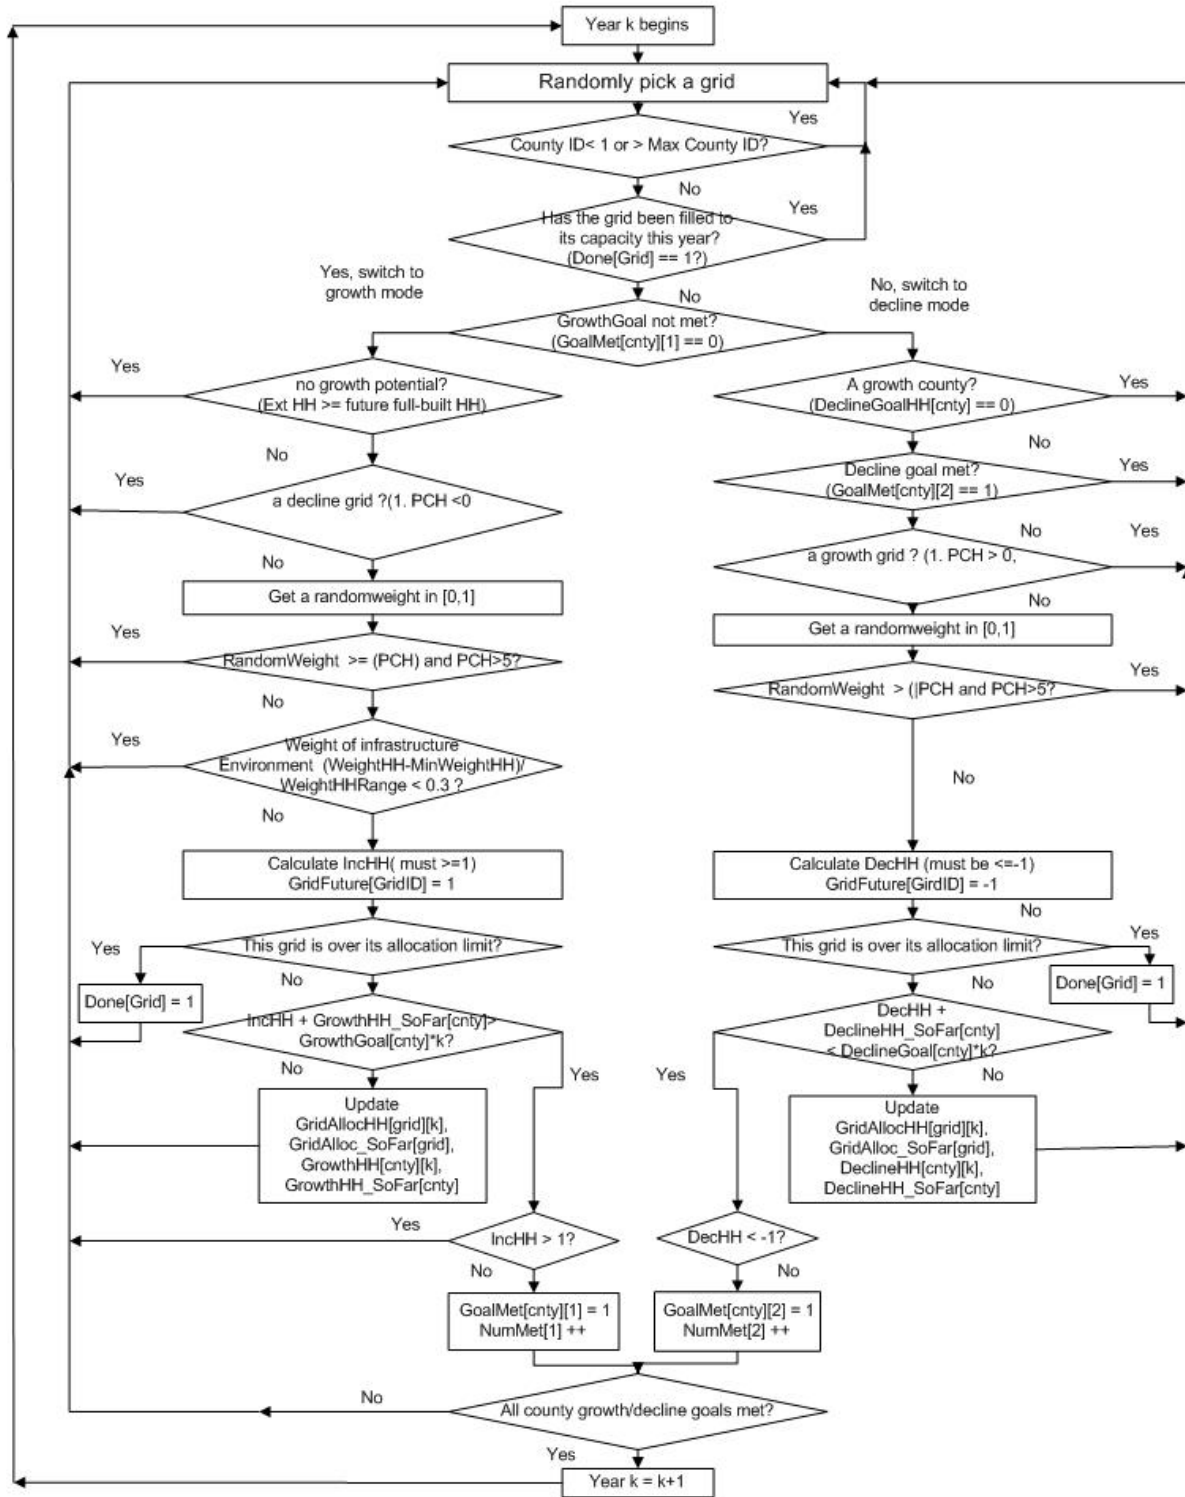 Year k begins
Randomly pick a grid
Yes
County ID< 1 or > Max County ID?
No
Yes
Has the grid been filled to
its capacity this year?
(Done[Grid] == 1?)
Yes, switch to
growth mode
No
No, switch to
decline mode
GrowthGoal not met?
(GoalMet[cnty][1] == 0)
Yes
no growth potential?
(Ext HH >= future full-built HH)
A growth county?
(DeclineGoalHH[cnty] == 0)
Yes
No
No
Yes
a decline grid ?(1. PCH <0
Decline goal met?
(GoalMet[cnty][2] == 1)
Yes
No
Yes
a growth grid ? (1. PCH > 0,
No
Get a randomweight in [0,1]
No
Get a randomweight in [0,1]
Yes
RandomWeight >= (PCH) and PCH>5?
RandomWeight > (|PCH and PCH>5?
Yes
No
Yes
Weight of infrastructure
Environment (WeightHH-MinWeightHH)/
WeightHHRange < 0.3 ?
No
No
Calculate IncHH( must >=1)
GridFuture[GridID] = 1
Calculate DecHH (must be <=-1)
GridFuture[GirdID] = -1
No
Yes
This grid is over its allocation limit?
This grid is over its allocation limit?
Yes
No
No
Done[Grid] = 1
Done[Grid] = 1
IncHH + GrowthHH_SoFar[cnty]>
GrowthGoal[cnty]*k?
DecHH +
DeclineHH_SoFar[cnty]
< DeclineGoal[cnty]*k?
No
Yes
Yes
No
Update
GridAllocHH[grid][k],
GridAlloc_SoFar[grid],
GrowthHH[cnty][k],
GrowthHH_SoFar[cnty]
Update
GridAllocHH[grid][k],
GridAlloc_SoFar[grid],
DeclineHH[cnty][k],
DeclineHH_SoFar[cnty]
Yes
IncHH > 1?
DecHH < -1?
No
No
GoalMet[cnty][1] = 1
NumMet[1] ++
GoalMet[cnty][2] = 1
NumMet[2] ++
No
All county growth/decline goals met?
Yes
Year k = k+1